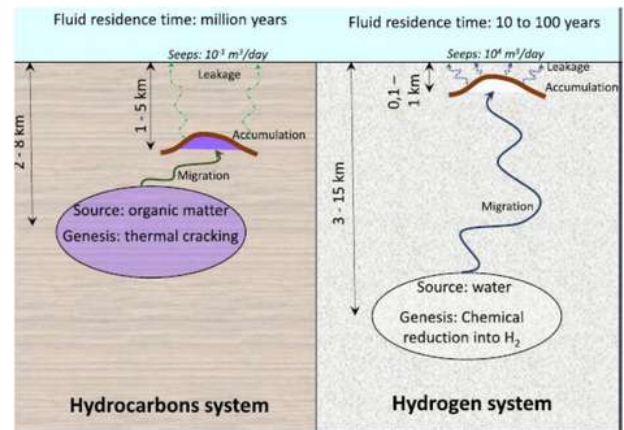 Fluid residence time: million years
Seeps: 10⁻¹ m³/day
Leakage
1 - 5 km
2 - 8 km
Accumulation
Migration
Source: organic matter
Genesis: thermal cracking
Hydrocarbons system
Fluid residence time: 10 to 100 years
Seeps: 10⁴ m³/day
Leakage
0,1 –
1 km
Accumulation
3 - 15 km
Migration
Source: water
Genesis: Chemical
reduction into H₂
Hydrogen system